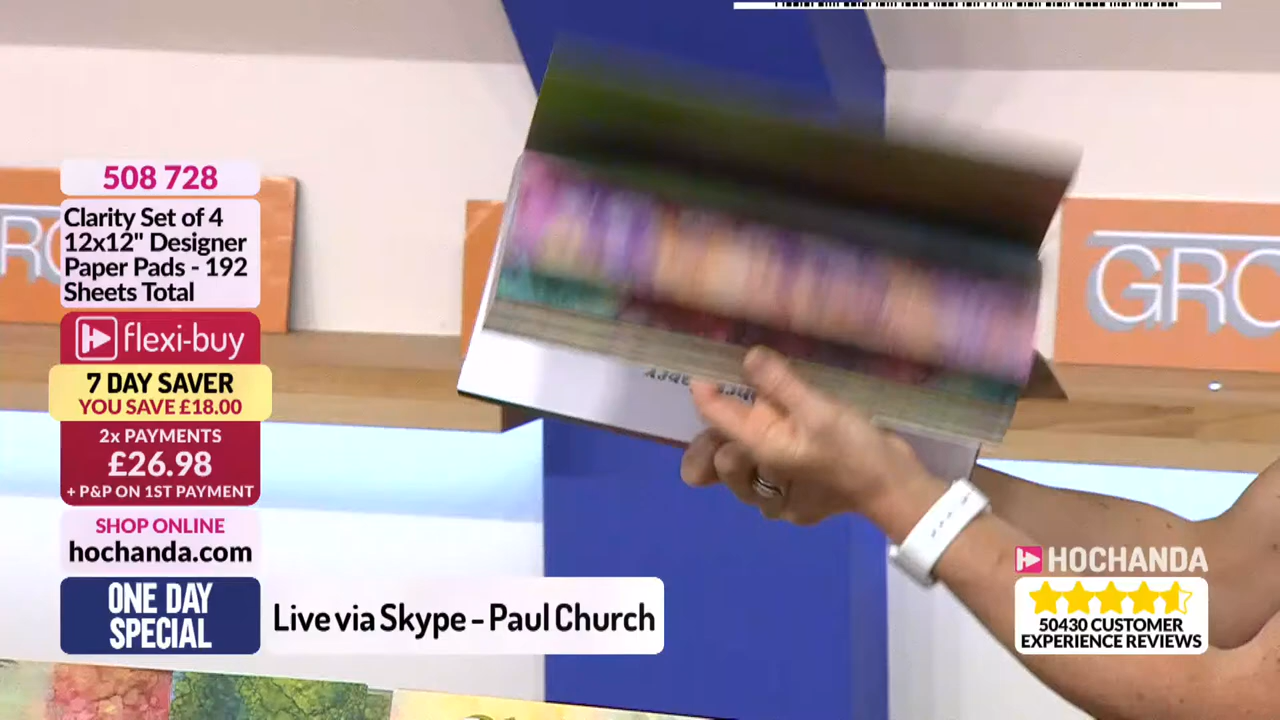 508 728
Clarity Set of 4
12x12" Designer
Paper Pads - 192
Sheets Total
flexi-buy
7 DAY SAVER
YOU SAVE £18.00
2x PAYMENTS
£26.98
+ P&P ON 1ST PAYMENT
SHOP ONLINE
hochanda.com
ONE DAY
SPECIAL
Live via Skype - Paul Church
GRO
HOCHANDA
50430 CUSTOMER
EXPERIENCE REVIEWS